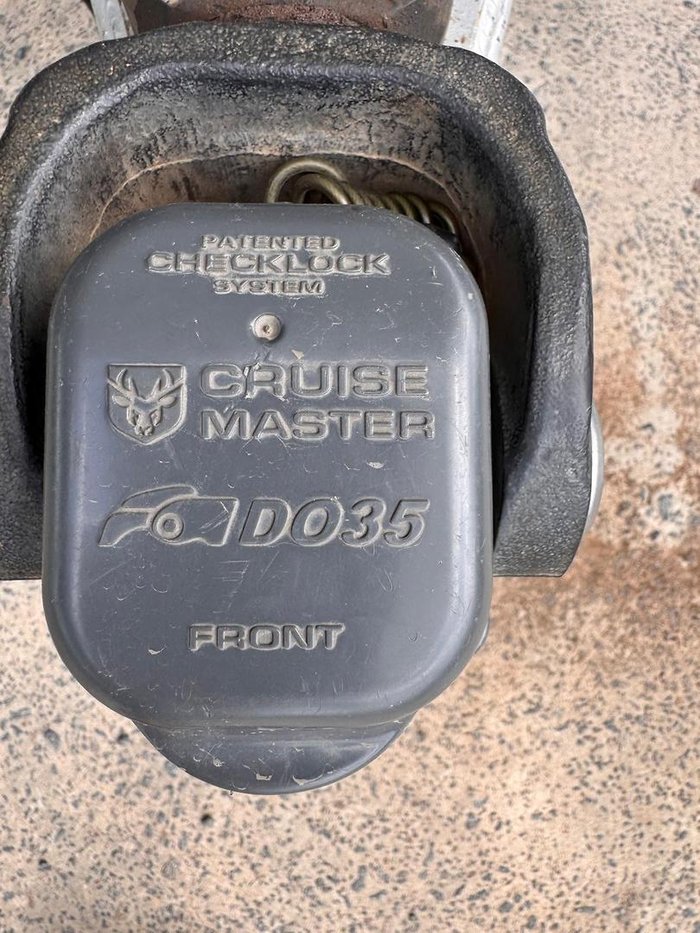 PATENTED
CHECKLOCK
SYSTEM
CRUISE
MASTER
DO35
FRONT